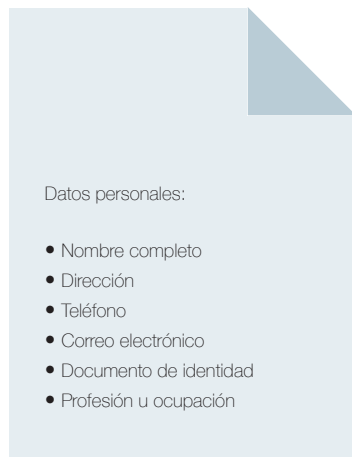 Datos personales:
• Nombre completo
• Dirección
• Teléfono
• Correo electrónico
• Documento de identidad
• Profesión u ocupación